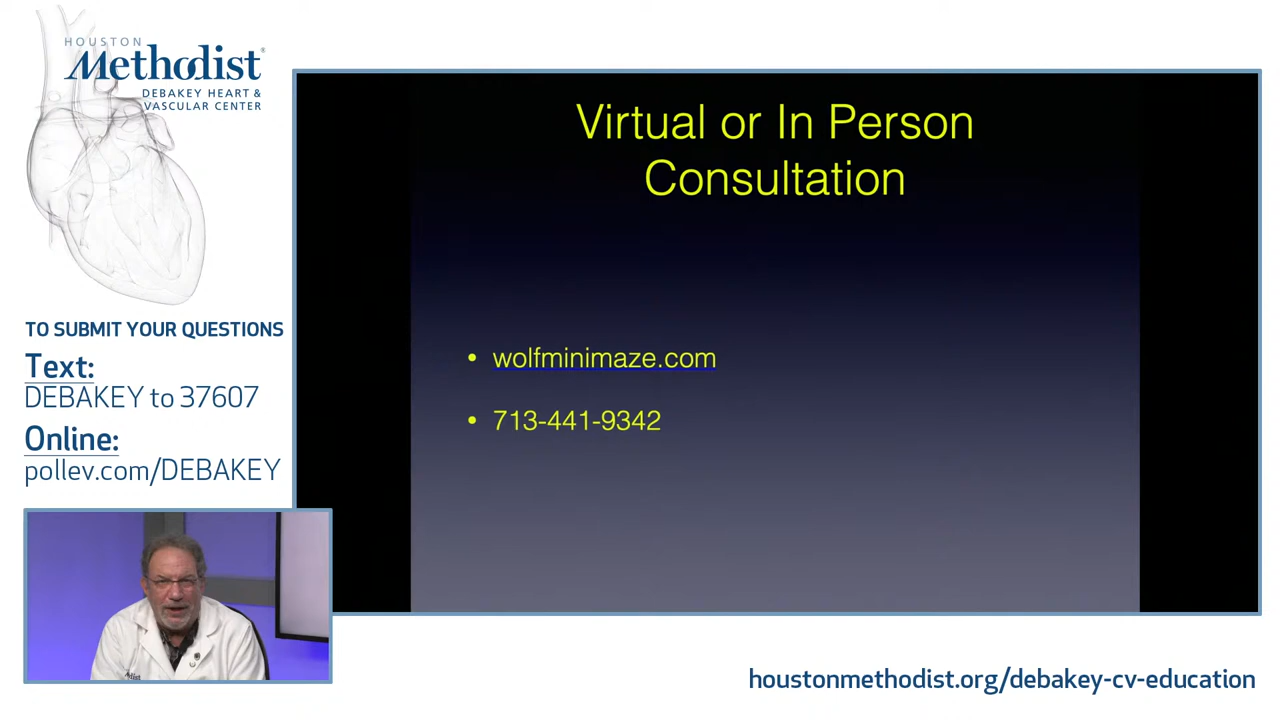 HOUSTON
Methodist®
DEBAKEY HEART &
VASCULAR CENTER
Virtual or In Person
Consultation
• wolfminimaze.com
• 713-441-9342
TO SUBMIT YOUR QUESTIONS
Text:
DEBAKEY to 37607
Online:
pollev.com/DEBAKEY
houstonmethodist.org/debakey-cv-education